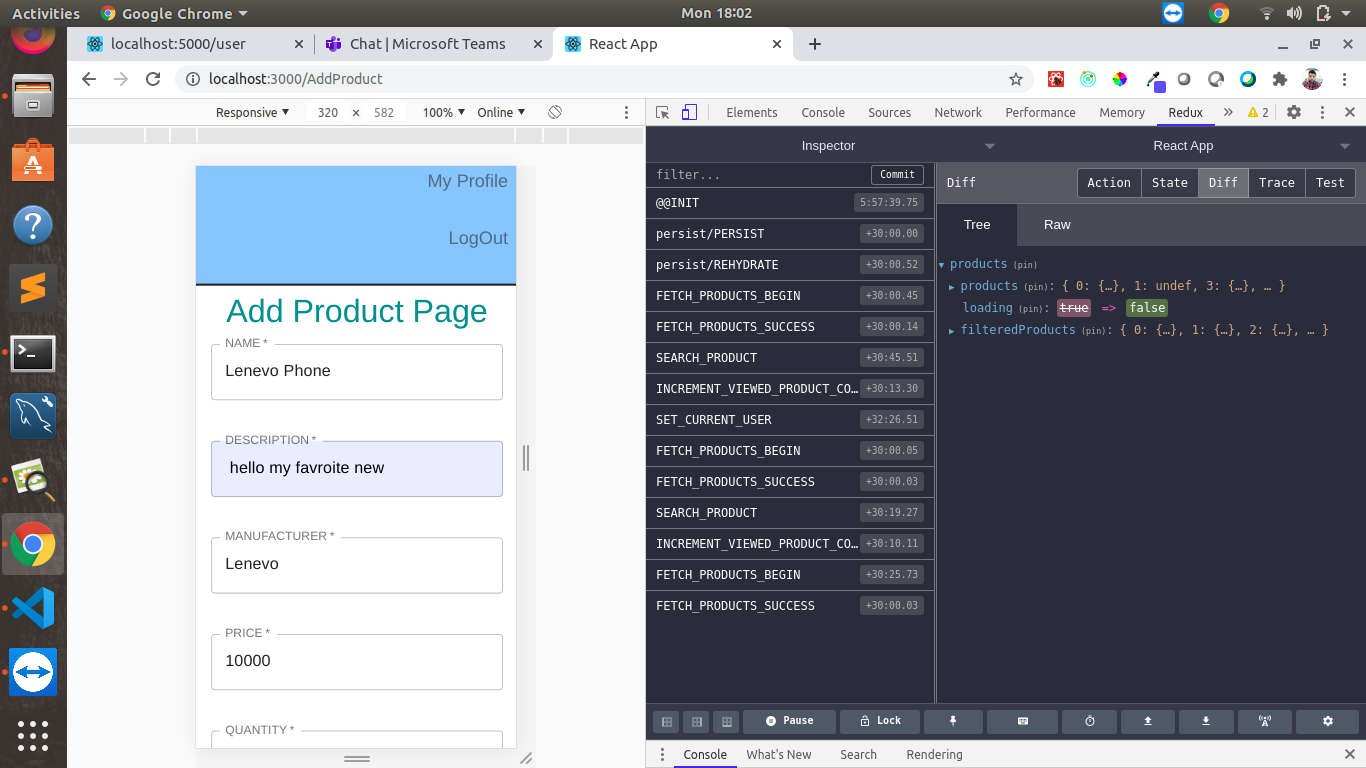 Activities Google Chrome Mon 18:02
localhost:5000/user Chat | Microsoft Teams React App
localhost:3000/AddProduct
Responsive 320 × 582 100% Online
Elements Console Sources Network Performance Memory Redux » 2
My Profile
LogOut
Add Product Page
NAME *
Lenevo Phone
DESCRIPTION *
hello my favroite new
MANUFACTURER *
Lenevo
PRICE *
10000
QUANTITY *
Inspector React App
filter... Commit
@@INIT 5:57:39.75
persist/PERSIST +30:00.00
persist/REHYDRATE +30:00.52
FETCH_PRODUCTS_BEGIN +30:00.45
FETCH_PRODUCTS_SUCCESS +30:00.14
SEARCH_PRODUCT +30:45.51
INCREMENT_VIEWED_PRODUCT_CO… +30:13.30
SET_CURRENT_USER +32:26.51
FETCH_PRODUCTS_BEGIN +30:00.05
FETCH_PRODUCTS_SUCCESS +30:00.03
SEARCH_PRODUCT +30:19.27
INCREMENT_VIEWED_PRODUCT_CO… +30:10.11
FETCH_PRODUCTS_BEGIN +30:25.73
FETCH_PRODUCTS_SUCCESS +30:00.03
Diff Action State Diff Trace Test
Tree Raw
products (pin)
products (pin): { 0: {…}, 1: undef, 3: {…}, … }
loading (pin): true => false
filteredProducts (pin): { 0: {…}, 1: {…}, 2: {…}, … }
Pause Lock
Console What's New Search Rendering